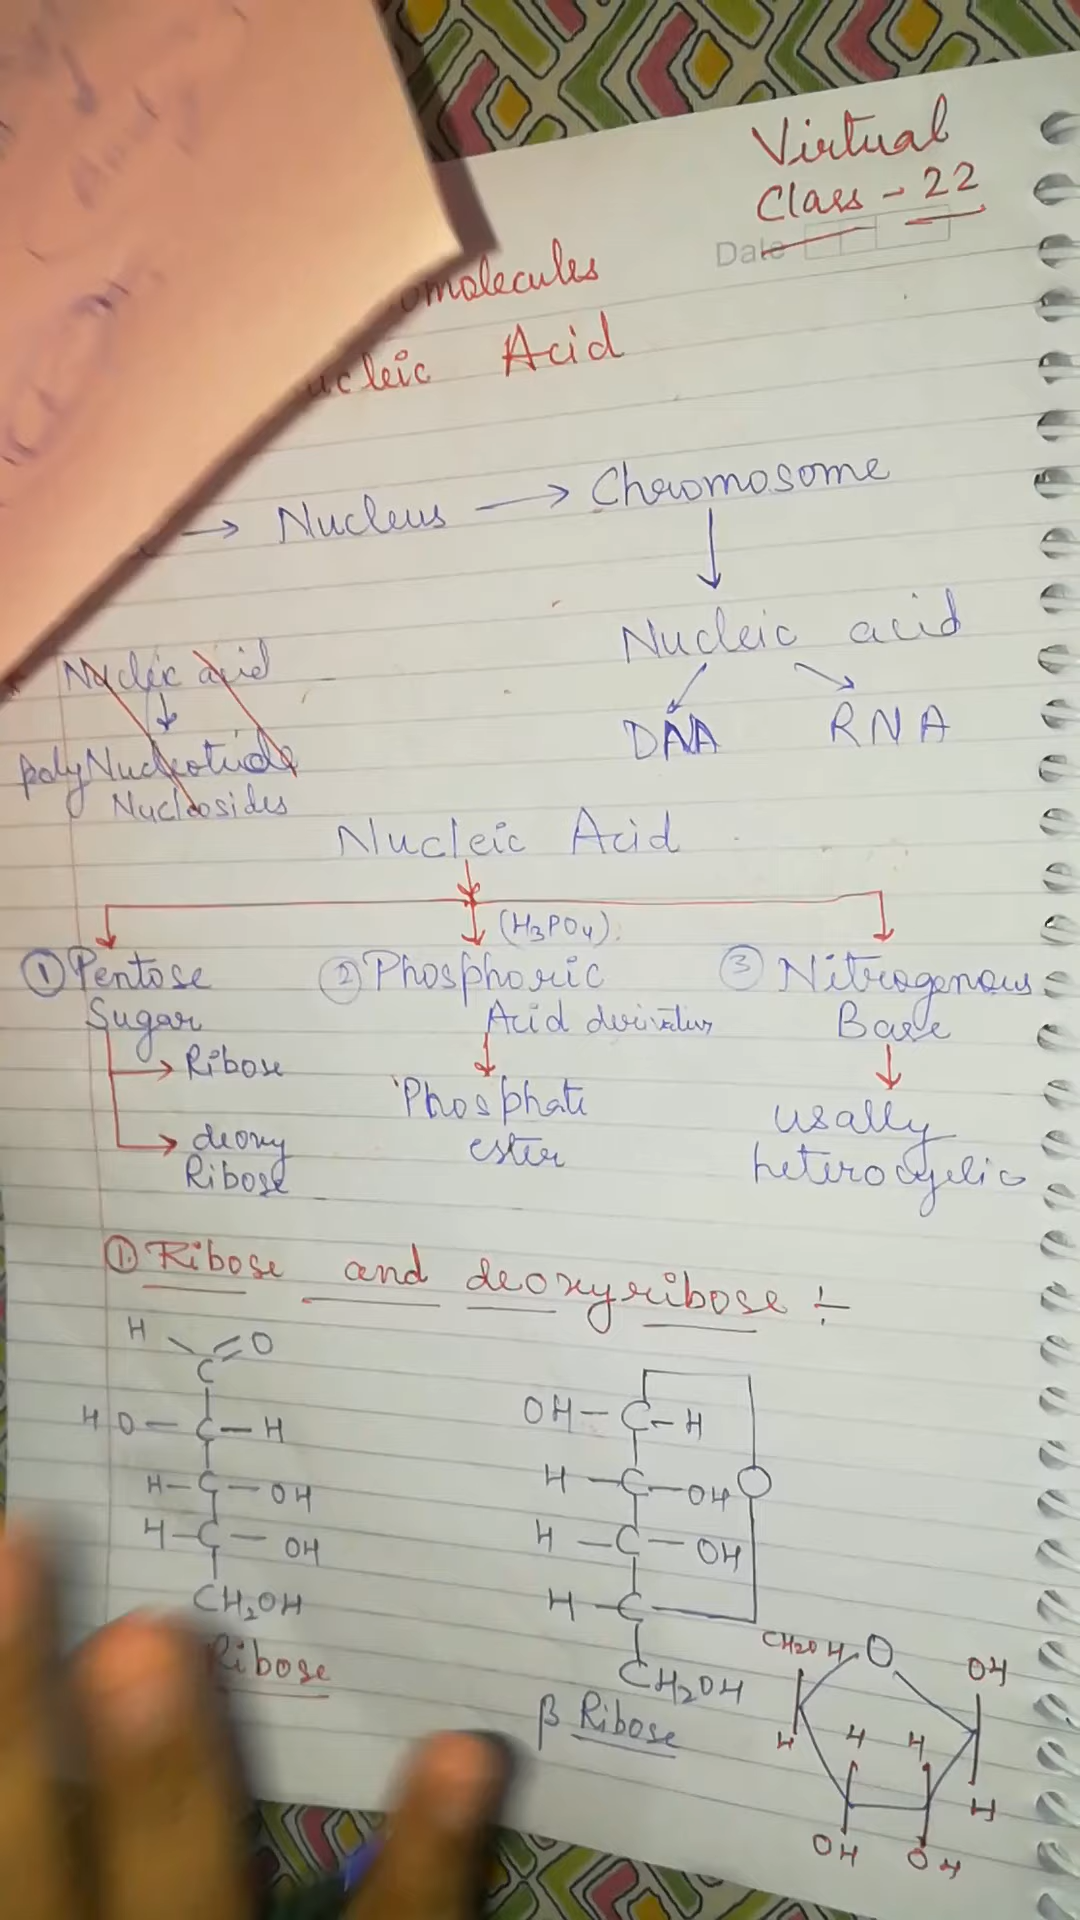 Virtual
Class - 22
Date
omolecules
ucleic Acid
→ Nucleus → Chromosome
Nucleic acid
DNA RNA
Nucleic acid
polyNucleotide
Nucleosides
Nucleic Acid
(H3PO4)
① Pentose
Sugar
→ Ribose
→ deoxy
Ribose
② Phosphoric
Acid
Phosphate
ester
③ Nitrogenous
Base
usally
heterocyclic
① Ribose and deoxyribose :-
H C = O
HO - C - H
H - C - OH
H - C - OH
CH2OH
Ribose
OH - C - H
H - C - OH O
H - C - OH
H - C
CH2OH
β Ribose
CH2OH O OH
H H H H
OH OH